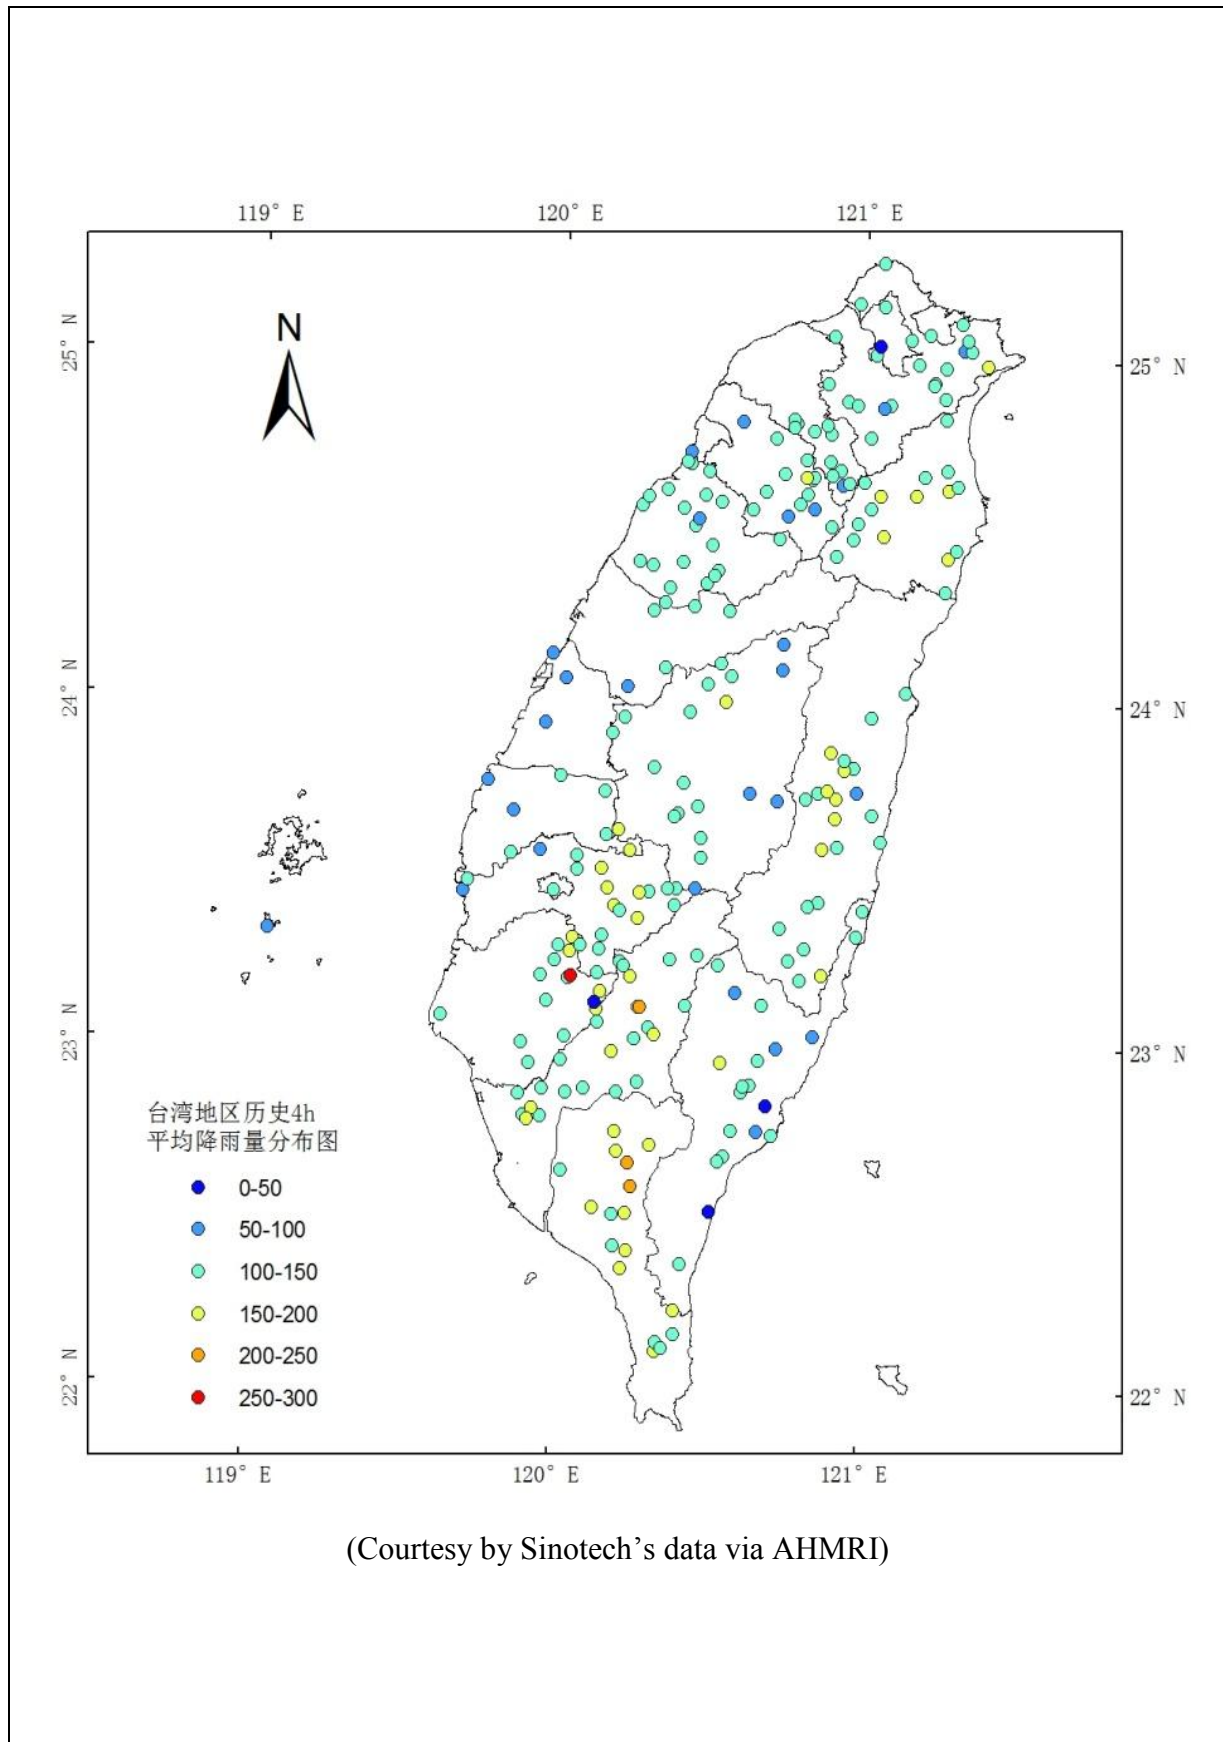 119° E 120° E 121° E
N
25° N
25° N
24° N
24° N
23° N
23° N
台湾地区历史4h
平均降雨量分布图
0-50
50-100
100-150
150-200
200-250
250-300
22° N
22° N
119° E 120° E 121° E
(Courtesy by Sinotech’s data via AHMRI)